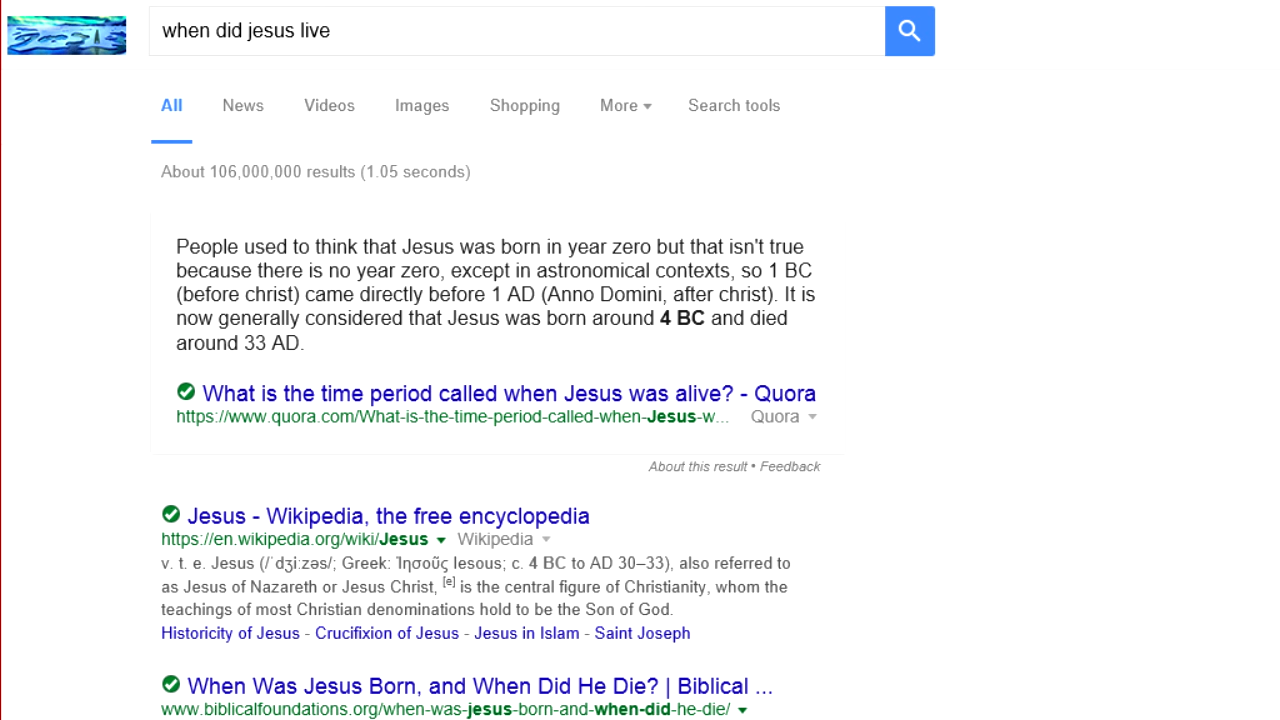 when did jesus live
All News Videos Images Shopping More Search tools
About 106,000,000 results (1.05 seconds)
People used to think that Jesus was born in year zero but that isn't true
because there is no year zero, except in astronomical contexts, so 1 BC
(before christ) came directly before 1 AD (Anno Domini, after christ). It is
now generally considered that Jesus was born around 4 BC and died
around 33 AD.
What is the time period called when Jesus was alive? - Quora
https://www.quora.com/What-is-the-time-period-called-when-Jesus-w... Quora
About this result • Feedback
Jesus - Wikipedia, the free encyclopedia
https://en.wikipedia.org/wiki/Jesus Wikipedia
v. t. e. Jesus (/ˈdʒiːzəs/; Greek: Ἰησοῦς Iesous; c. 4 BC to AD 30–33), also referred to
as Jesus of Nazareth or Jesus Christ, [e] is the central figure of Christianity, whom the
teachings of most Christian denominations hold to be the Son of God.
Historicity of Jesus - Crucifixion of Jesus - Jesus in Islam - Saint Joseph
When Was Jesus Born, and When Did He Die? | Biblical ...
www.biblicalfoundations.org/when-was-jesus-born-and-when-did-he-die/